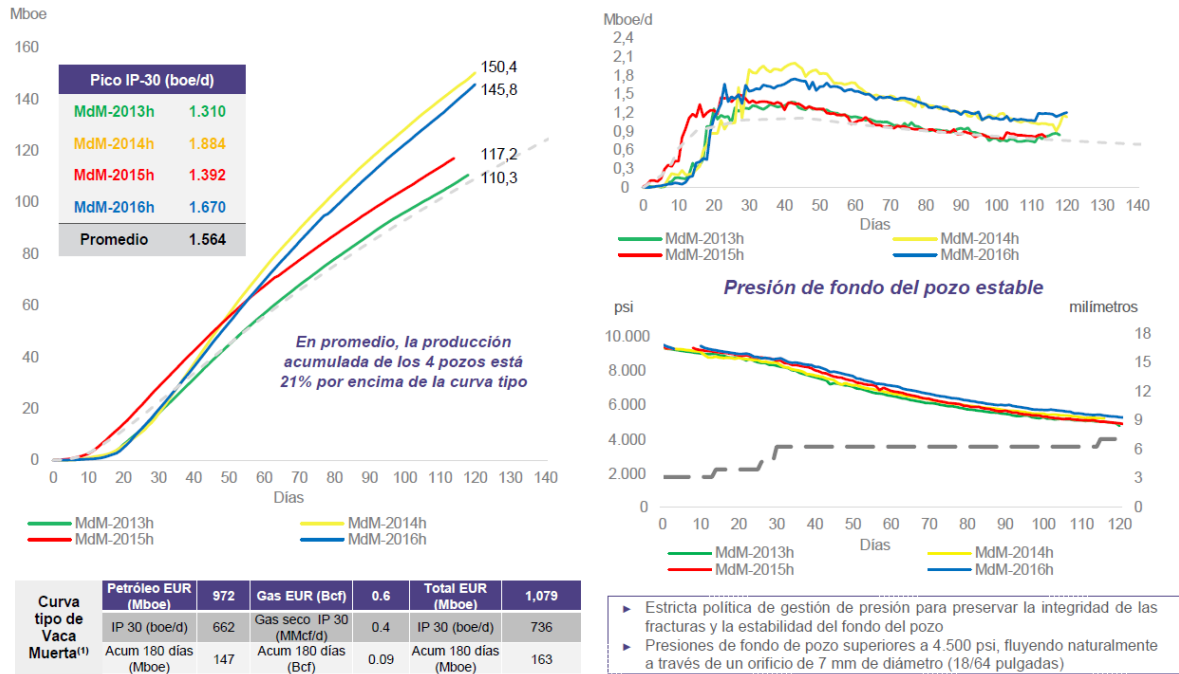 Mboe
160
140
120
100
80
60
40
20
0
Pico IP-30 (boe/d)
MdM-2013h 1.310
MdM-2014h 1.884
MdM-2015h 1.392
MdM-2016h 1.670
Promedio 1.564
150,4
145,8
117,2
110,3
En promedio, la producción
acumulada de los 4 pozos está
21% por encima de la curva tipo
0 10 20 30 40 50 60 70 80 90 100 110 120 130 140
Días
MdM-2013h MdM-2014h
MdM-2015h MdM-2016h
Curva tipo de Vaca Muerta(1)
Petróleo EUR (Mboe) 972 Gas EUR (Bcf) 0.6 Total EUR (Mboe) 1,079
IP 30 (boe/d) 662 Gas seco IP 30 (MMcf/d) 0.4 IP 30 (boe/d) 736
Acum 180 días (Mboe) 147 Acum 180 días (Bcf) 0.09 Acum 180 días (Mboe) 163
Mboe/d
2,4
2,1
1,8
1,5
1,2
0,9
0,6
0,3
0
0 10 20 30 40 50 60 70 80 90 100 110 120 130 140
Días
MdM-2013h MdM-2014h
MdM-2015h MdM-2016h
Presión de fondo del pozo estable
psi milímetros
10.000
8.000
6.000
4.000
2.000
0
18
15
12
9
6
3
0
0 10 20 30 40 50 60 70 80 90 100 110 120
Días
MdM-2013h MdM-2014h
MdM-2015h MdM-2016h
► Estricta política de gestión de presión para preservar la integridad de las
fracturas y la estabilidad del fondo del pozo
► Presiones de fondo de pozo superiores a 4.500 psi, fluyendo naturalmente
a través de un orificio de 7 mm de diámetro (18/64 pulgadas)